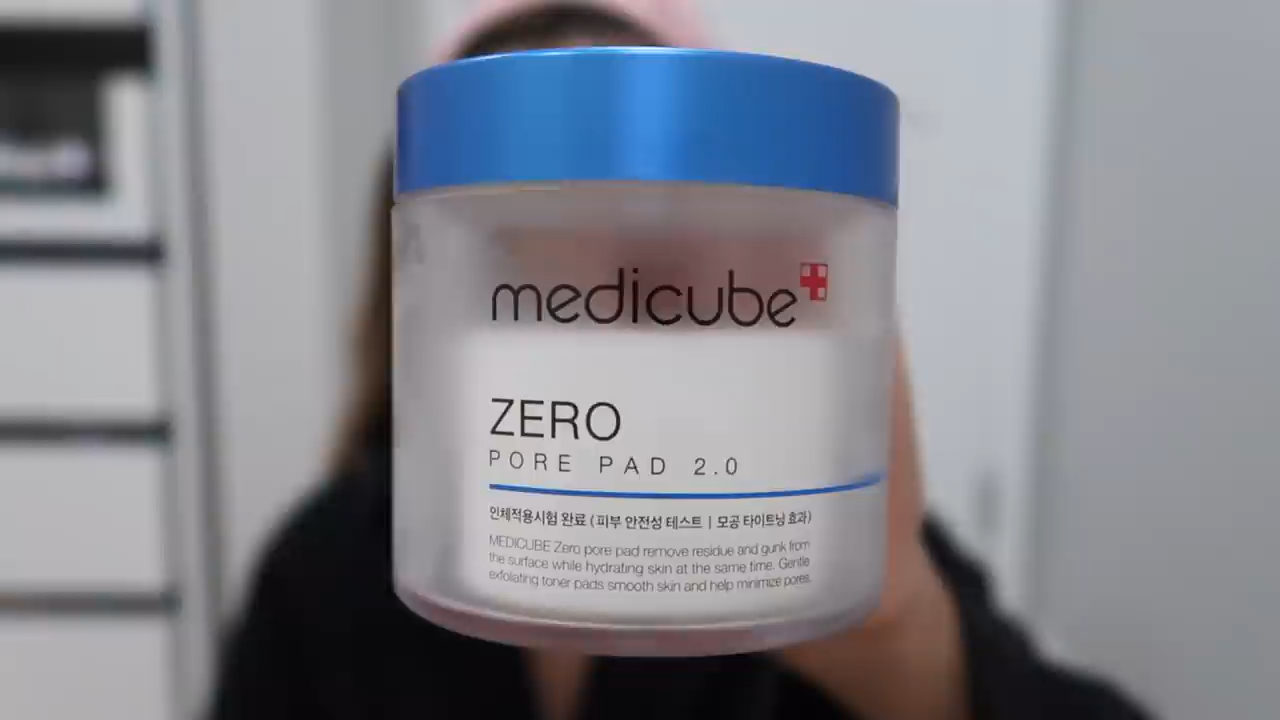 medicube
ZERO
PORE PAD 2.0
인체적용시험 완료 (피부 안전성 테스트 | 모공 타이트닝 효과)
MEDICUBE Zero pore pad remove residue and gunk from
the surface while hydrating skin at the same time. Gentle
exfoliating toner pads smooth skin and help minimize pores.